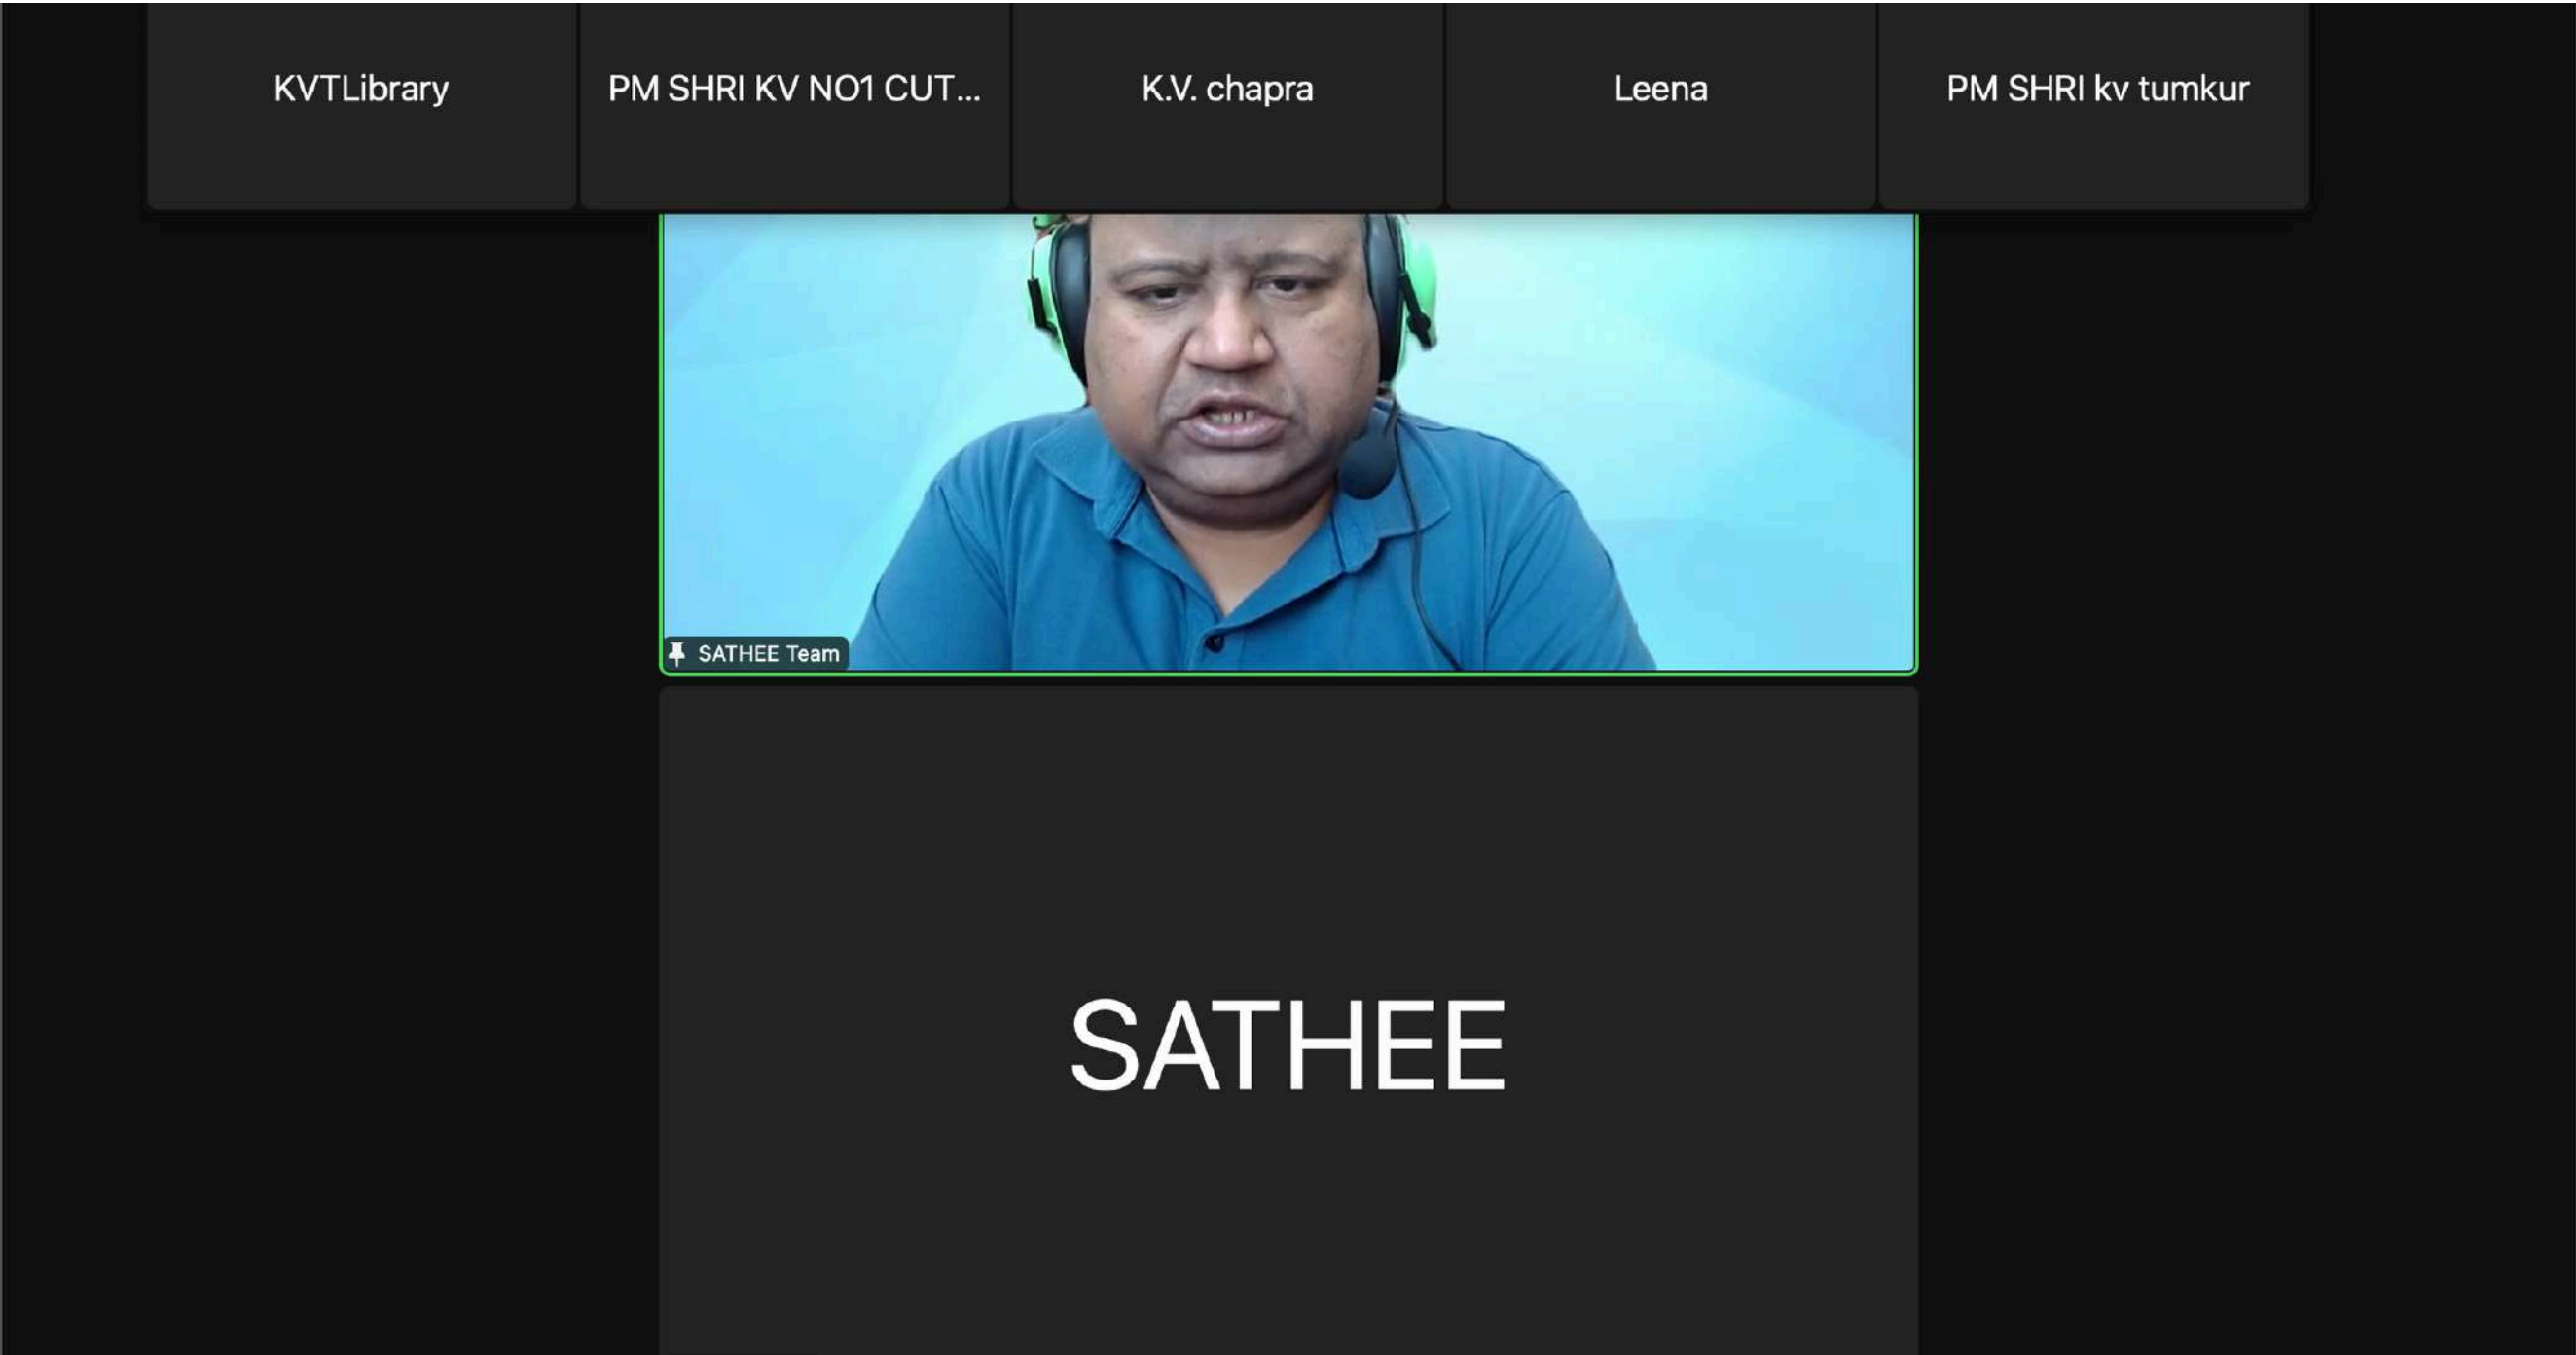 KVTLibrary
PM SHRI KV NO1 CUT...
K.V. chapra
Leena
PM SHRI kv tumkur
SATHEE Team
SATHEE